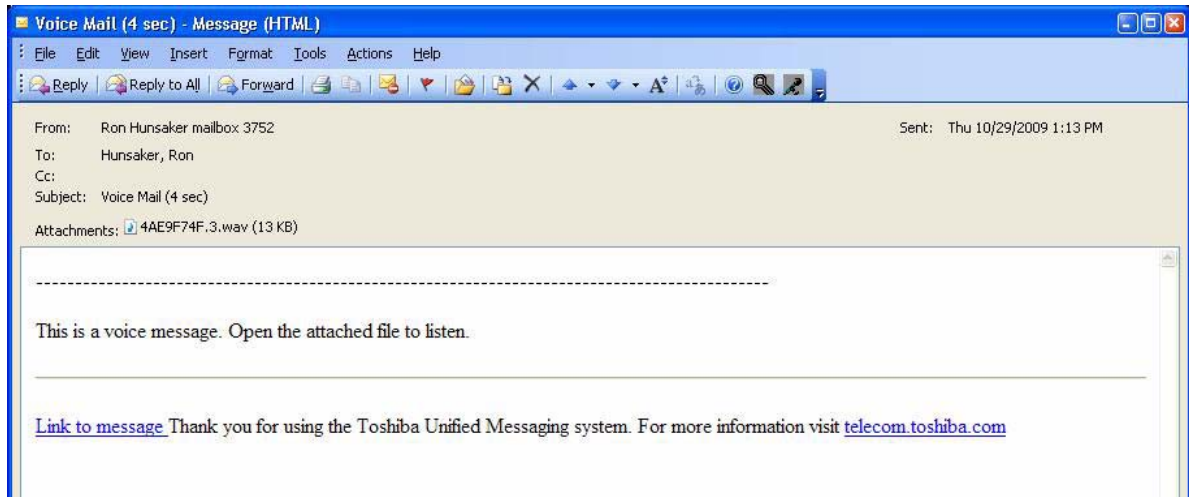 Voice Mail (4 sec) - Message (HTML)
File Edit View Insert Format Tools Actions Help
Reply Reply to All Forward
From: Ron Hunsaker mailbox 3752 Sent: Thu 10/29/2009 1:13 PM
To: Hunsaker, Ron
Cc:
Subject: Voice Mail (4 sec)
Attachments: 4AE9F74F.3.wav (13 KB)
-----------------------------------------------------------------------------------------------
This is a voice message. Open the attached file to listen.
Link to message Thank you for using the Toshiba Unified Messaging system. For more information visit telecom.toshiba.com